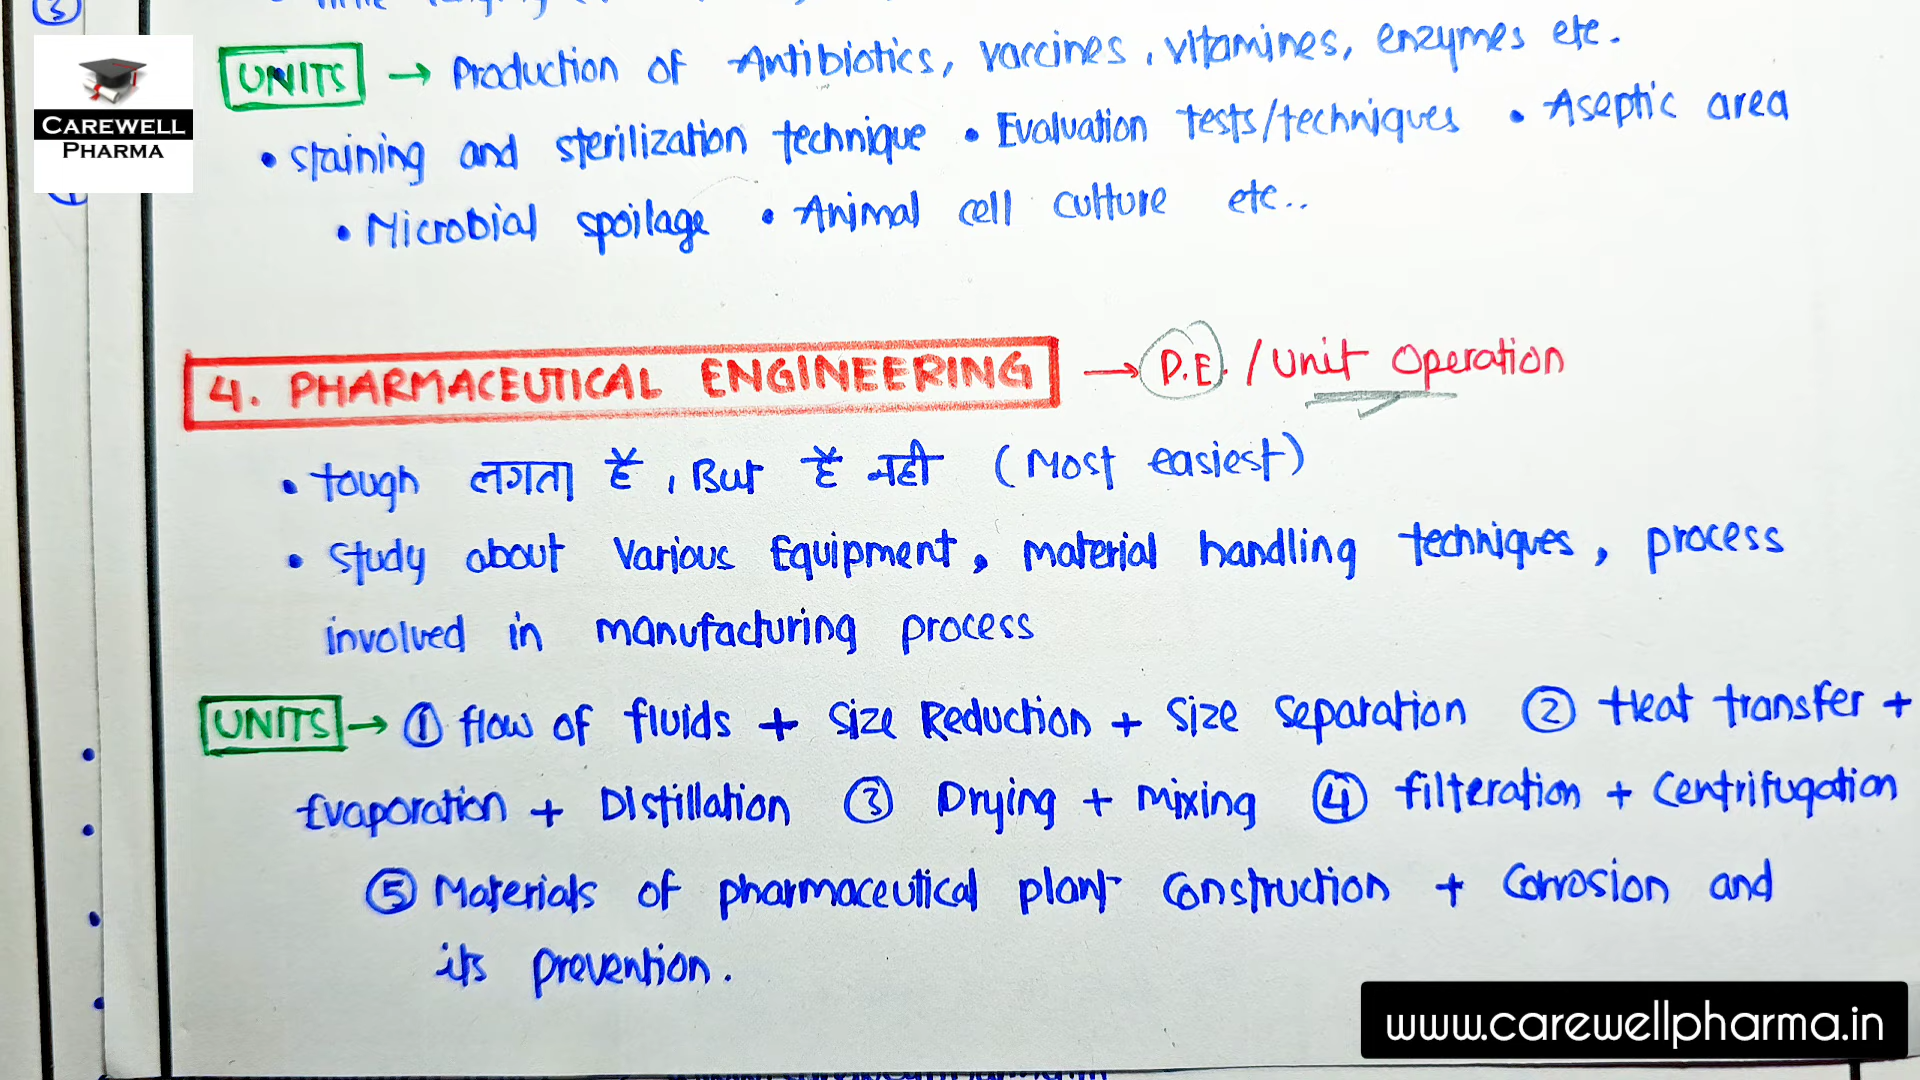 3
CAREWELL
PHARMA
UNITS → Production of Antibiotics, vaccines, vitamines, enzymes etc.
• staining and sterilization technique • Evaluation tests/techniques • Aseptic area
• Microbial spoilage • Animal cell culture etc..
4. PHARMACEUTICAL ENGINEERING → P.E. / Unit Operation
• tough लगता है, But है नही (Most easiest)
• study about various Equipment, material handling techniques, process
involved in manufacturing process
UNITS → ① flow of fluids + size Reduction + size separation ② Heat transfer +
Evaporation + Distillation ③ Drying + mixing ④ filteration + centrifugation
⑤ Materials of pharmaceutical plant construction + Corrosion and
its prevention.
www.carewellpharma.in